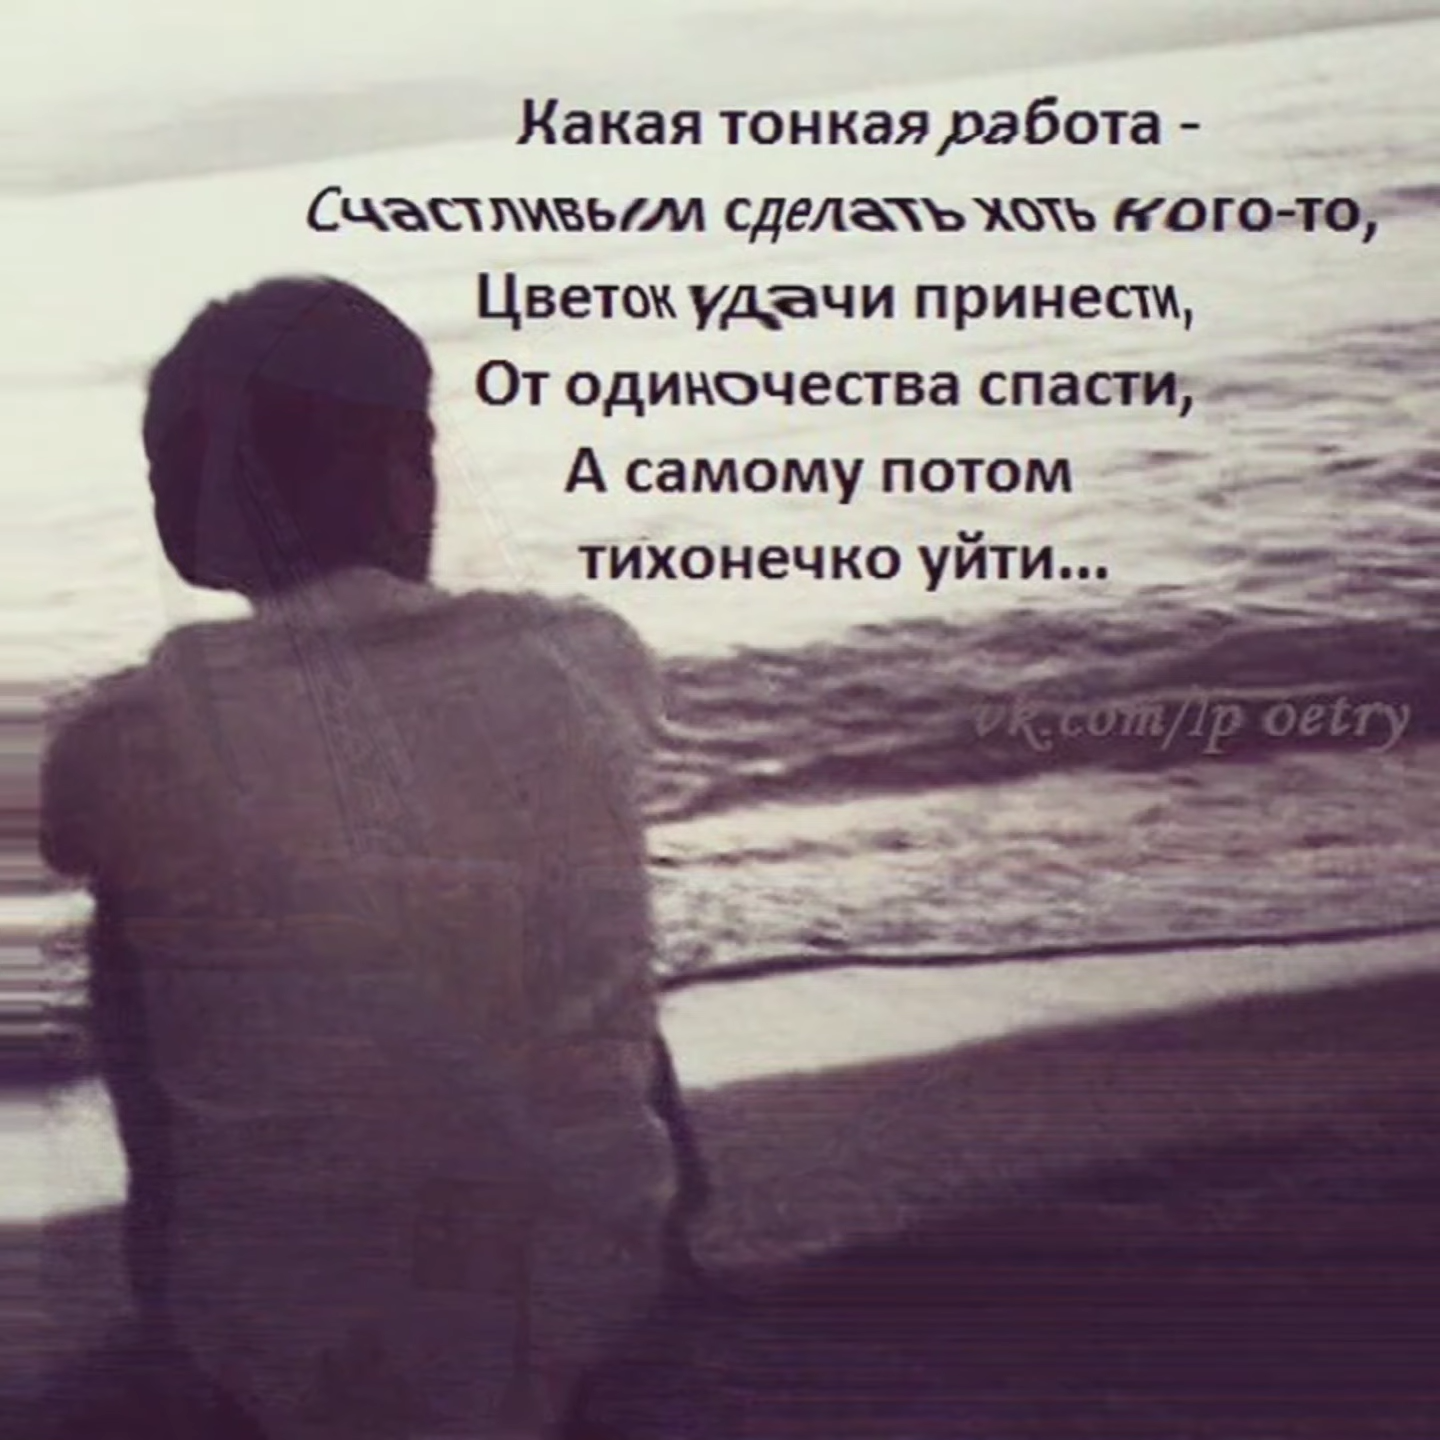 Какая тонкая работа -
Счастливым сделать хоть кого-то,
Цветок удачи принести,
От одиночества спасти,
А самому потом
тихонечко уйти...
vk.com/lp oetry